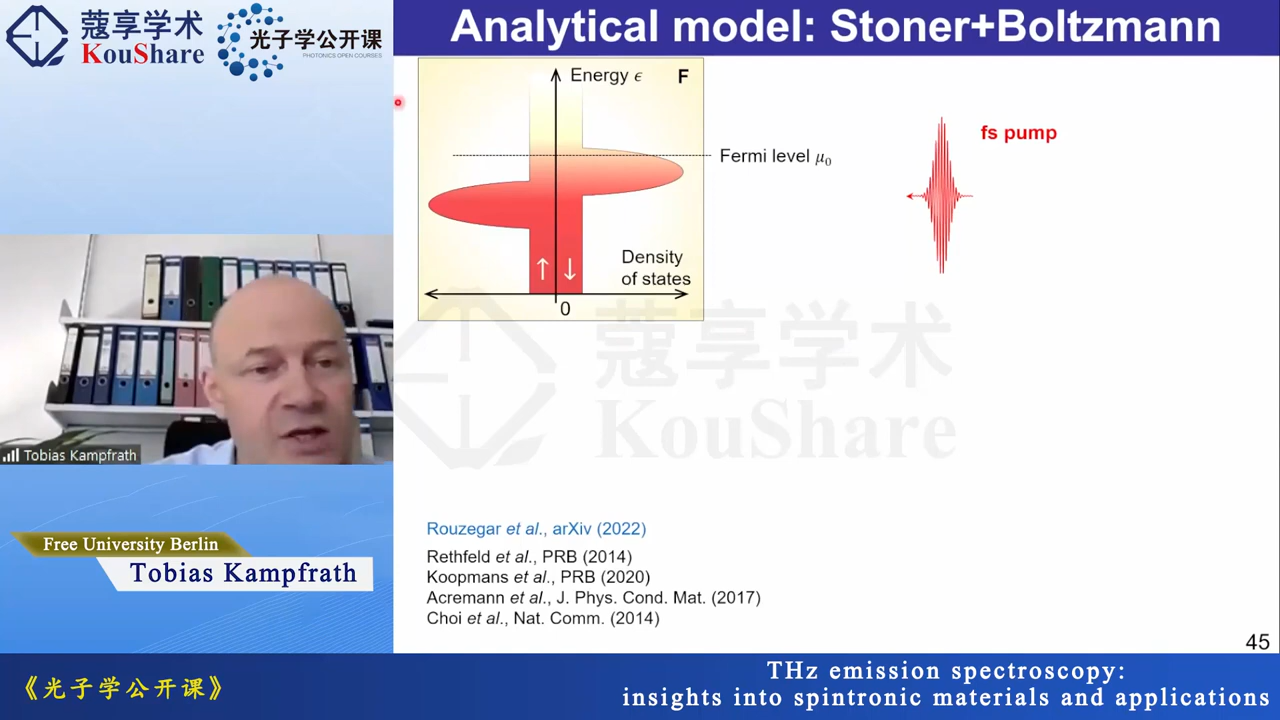 蔻享学术
KouShare
光子学公开课
PHOTONICS OPEN COURSES
Analytical model: Stoner+Boltzmann
Energy ϵ
F
fs pump
Fermi level μ₀
Density
of states
↑ ↓
0
蔻享学术
KouShare
Tobias Kampfrath
Rouzegar et al., arXiv (2022)
Rethfeld et al., PRB (2014)
Koopmans et al., PRB (2020)
Acremann et al., J. Phys. Cond. Mat. (2017)
Choi et al., Nat. Comm. (2014)
45
Free University Berlin
Tobias Kampfrath
《光子学公开课》
THz emission spectroscopy:
insights into spintronic materials and applications